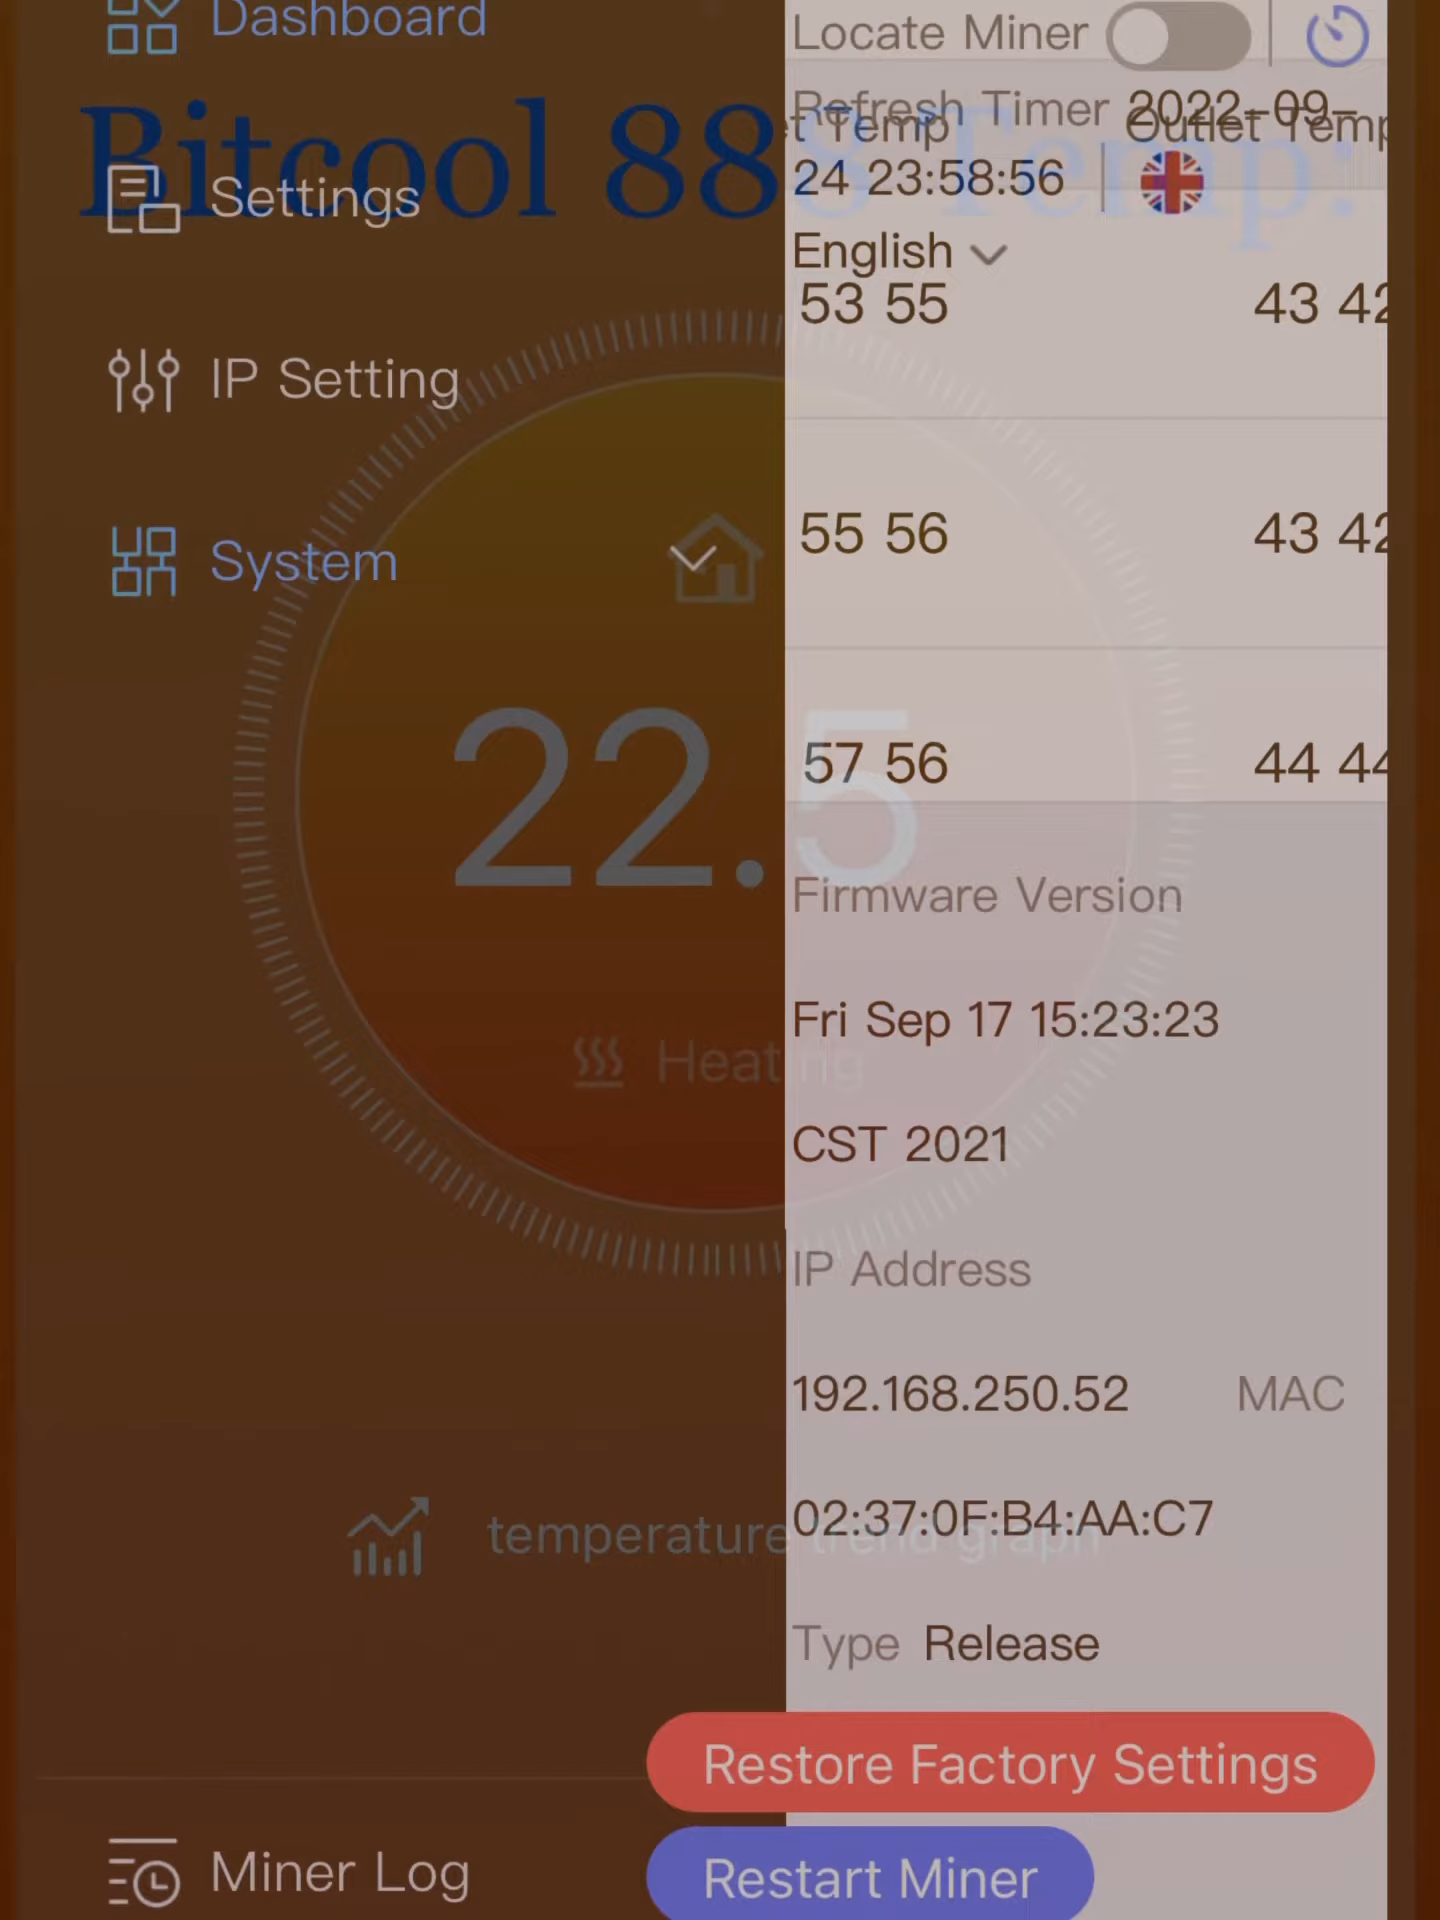 Dashboard
Locate Miner
Refresh Timer 2022-09-
24 23:58:56
Temp
Outlet Temp
Bitcool 888 Temp:
Settings
English
53 55 43 42
IP Setting
55 56 43 42
System
22.5
57 56 44 44
Firmware Version
Fri Sep 17 15:23:23
Heating
CST 2021
IP Address
192.168.250.52 MAC
02:37:0F:B4:AA:C7
temperature trend graph
Type Release
Restore Factory Settings
Miner Log
Restart Miner